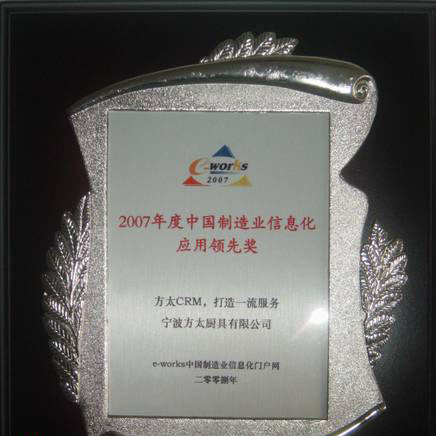 e-works
2007
2007年度中国制造业信息化
应用领先奖
方太CRM，打造一流服务
宁波方太厨具有限公司
e-works中国制造业信息化门户网
二零零捌年